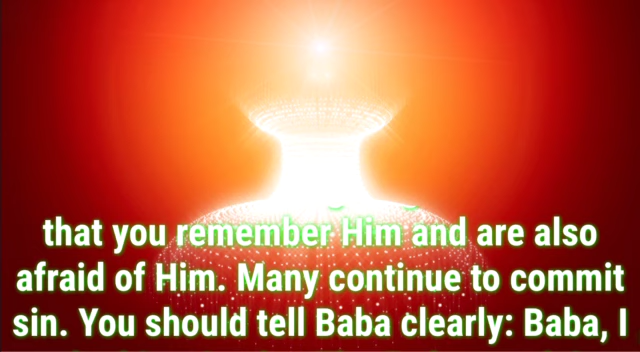 that you remember Him and are also
afraid of Him. Many continue to commit
sin. You should tell Baba clearly: Baba, I